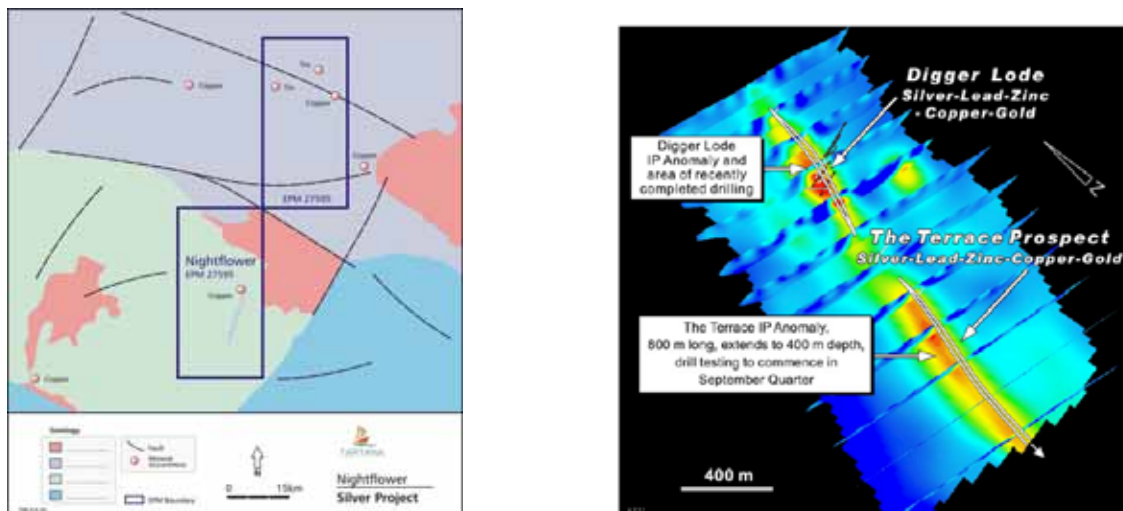 Tin
Tin
Copper
Copper
Copper
EPM 27595
Nightflower
EPM 27595
Copper
Copper
Geology
Fault
Mineral
Occurrence
EPM Boundary
N
0 15km
TARTANA
Nightflower
Silver Project
Digger Lode
Silver-Lead-Zinc
- Copper-Gold
Digger Lode
IP Anomaly and
area of recently
completed drilling
N
The Terrace Prospect
Silver-Lead-Zinc-Copper-Gold
The Terrace IP Anomaly,
800 m long, extends to 400 m depth,
drill testing to commence in
September Quarter
400 m